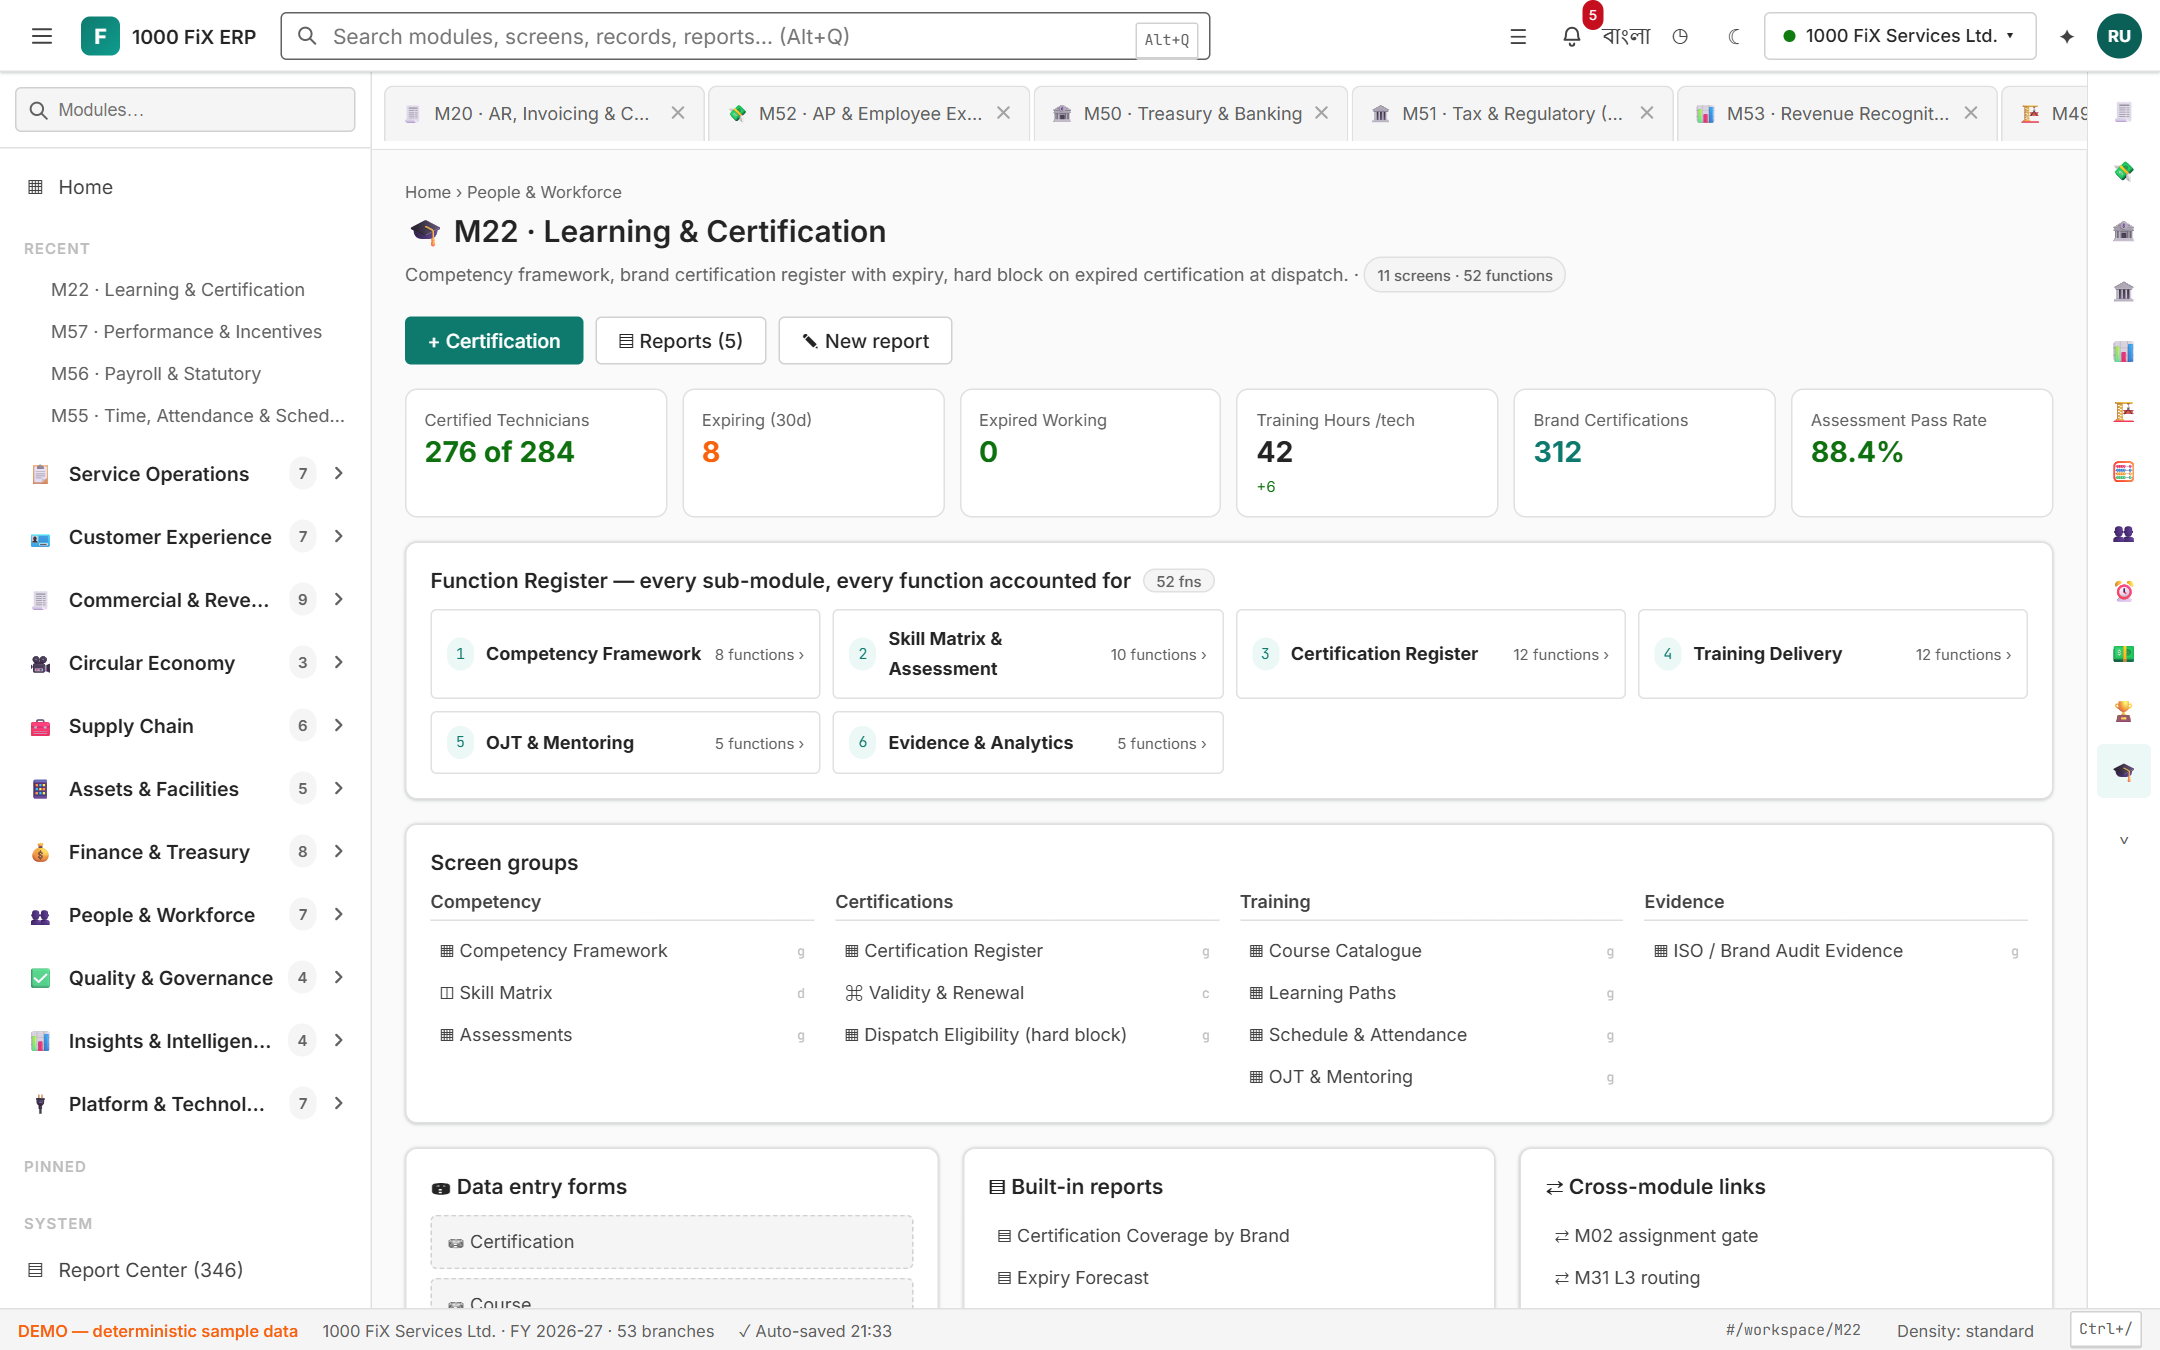 F 1000 FiX ERP
Search modules, screens, records, reports... (Alt+Q)
Alt+Q
5
বাংলা
1000 FiX Services Ltd.
RU
Modules...
M20 · AR, Invoicing & C...
M52 · AP & Employee Ex...
M50 · Treasury & Banking
M51 · Tax & Regulatory (...
M53 · Revenue Recognit...
M49
Home
RECENT
M22 · Learning & Certification
M57 · Performance & Incentives
M56 · Payroll & Statutory
M55 · Time, Attendance & Sched...
Service Operations 7
Customer Experience 7
Commercial & Reve... 9
Circular Economy 3
Supply Chain 6
Assets & Facilities 5
Finance & Treasury 8
People & Workforce 7
Quality & Governance 4
Insights & Intelligen... 4
Platform & Technol... 7
PINNED
SYSTEM
Report Center (346)
Home › People & Workforce
M22 · Learning & Certification
Competency framework, brand certification register with expiry, hard block on expired certification at dispatch. · 11 screens · 52 functions
+ Certification
Reports (5)
New report
Certified Technicians
276 of 284
Expiring (30d)
8
Expired Working
0
Training Hours /tech
42
+6
Brand Certifications
312
Assessment Pass Rate
88.4%
Function Register — every sub-module, every function accounted for 52 fns
1 Competency Framework 8 functions ›
2 Skill Matrix & Assessment 10 functions ›
3 Certification Register 12 functions ›
4 Training Delivery 12 functions ›
5 OJT & Mentoring 5 functions ›
6 Evidence & Analytics 5 functions ›
Screen groups
Competency
Competency Framework g
Skill Matrix d
Assessments g
Certifications
Certification Register g
Validity & Renewal c
Dispatch Eligibility (hard block) g
Training
Course Catalogue g
Learning Paths g
Schedule & Attendance g
OJT & Mentoring g
Evidence
ISO / Brand Audit Evidence g
Data entry forms
Certification
Course
Built-in reports
Certification Coverage by Brand
Expiry Forecast
Cross-module links
M02 assignment gate
M31 L3 routing
DEMO — deterministic sample data
1000 FiX Services Ltd. · FY 2026-27 · 53 branches
✓ Auto-saved 21:33
#/workspace/M22
Density: standard
Ctrl+/